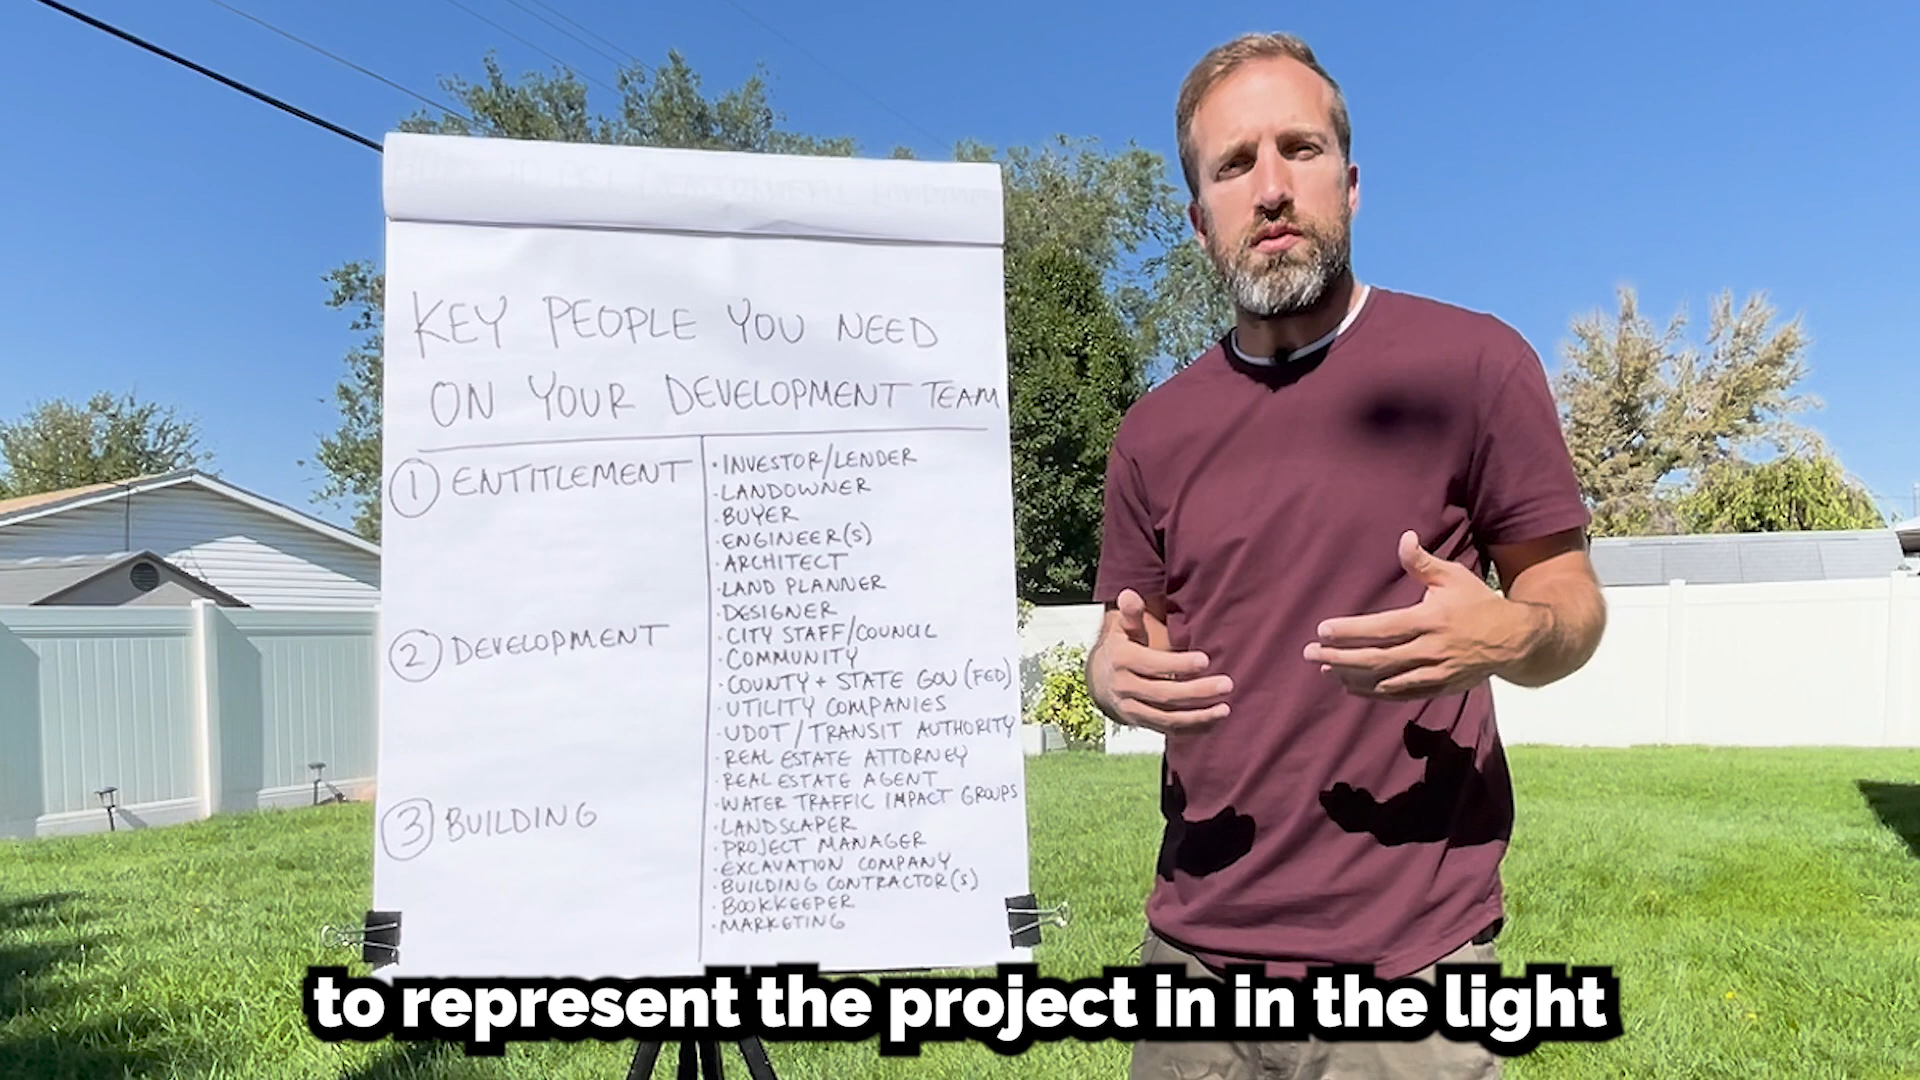 KEY PEOPLE YOU NEED
ON YOUR DEVELOPMENT TEAM
1 ENTITLEMENT
2 DEVELOPMENT
3 BUILDING
· INVESTOR/LENDER
· LANDOWNER
· BUYER
· ENGINEER(S)
· ARCHITECT
· LAND PLANNER
· DESIGNER
· CITY STAFF/COUNCIL
· COMMUNITY
· COUNTY + STATE GOV (FED)
· UTILITY COMPANIES
· UDOT/TRANSIT AUTHORITY
· REAL ESTATE ATTORNEY
· REAL ESTATE AGENT
· WATER TRAFFIC IMPACT GROUPS
· LANDSCAPER
· PROJECT MANAGER
· EXCAVATION COMPANY
· BUILDING CONTRACTOR(S)
· BOOKKEEPER
· MARKETING
to represent the project in in the light